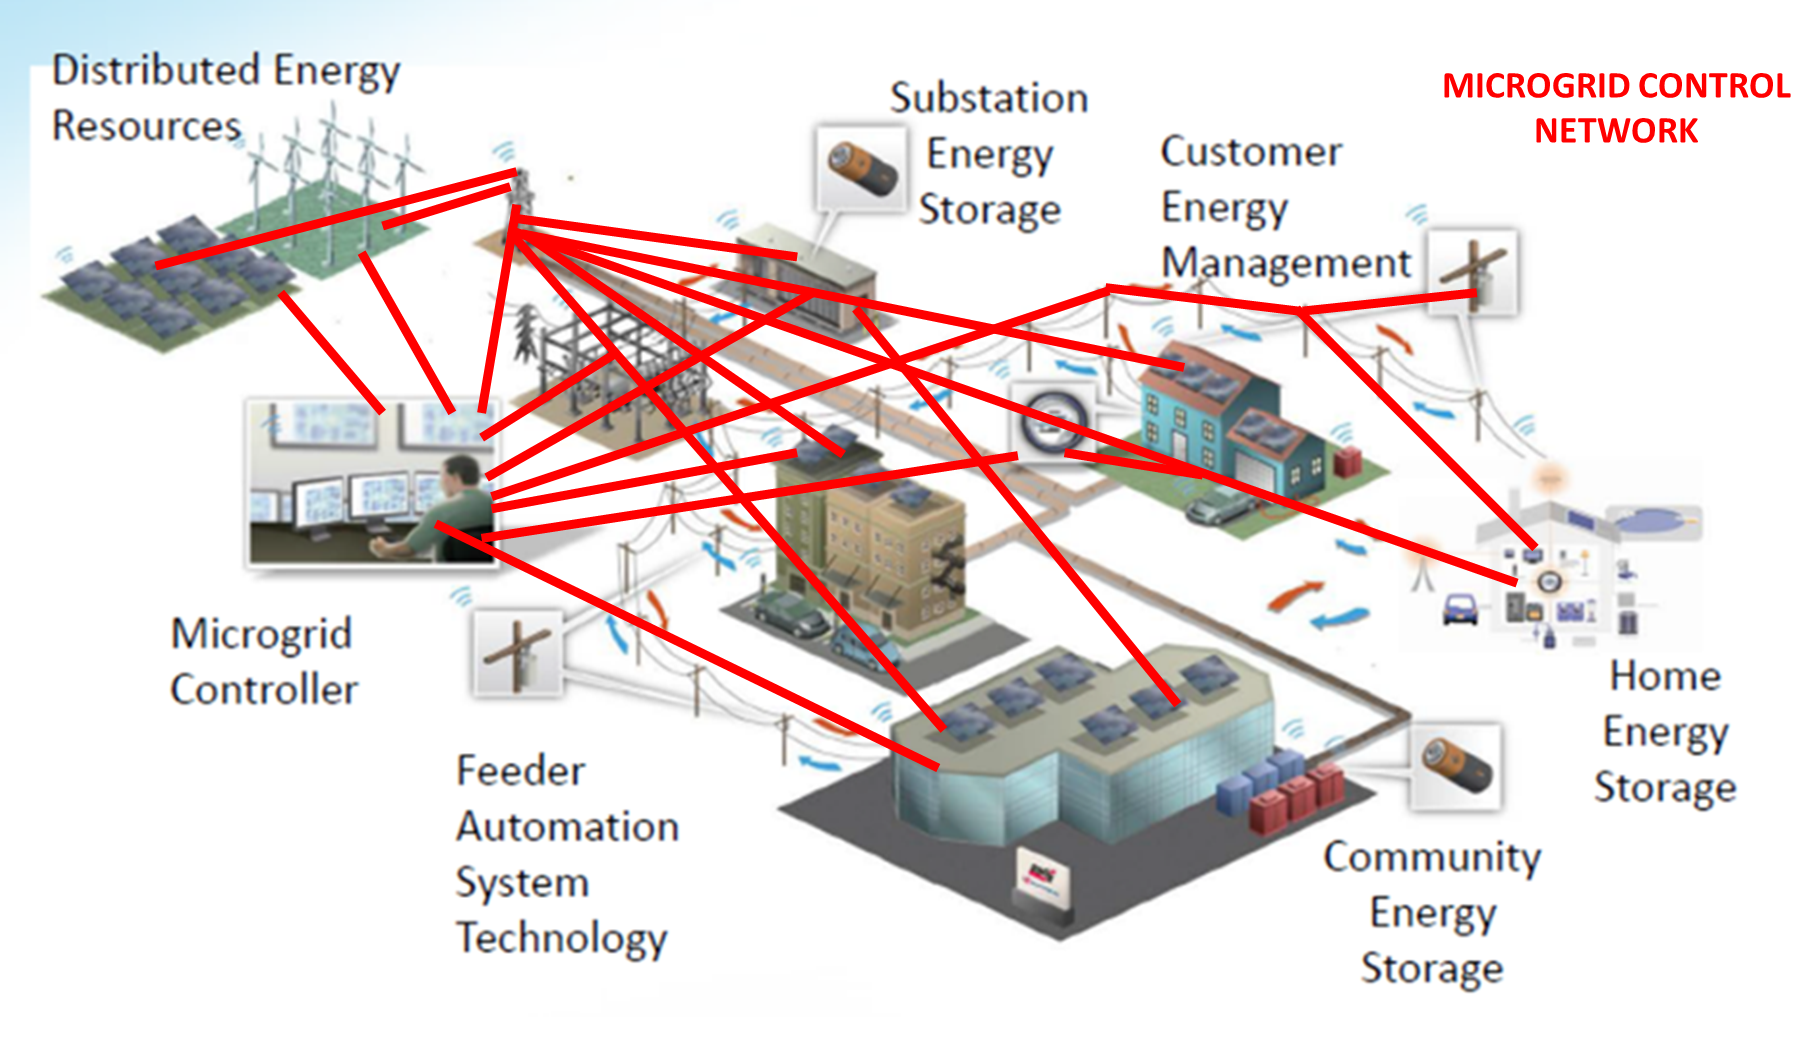 Distributed Energy
Resources
Substation
Energy
Storage
Customer
Energy
Management
MICROGRID CONTROL
NETWORK
Microgrid
Controller
Feeder
Automation
System
Technology
Home
Energy
Storage
Community
Energy
Storage